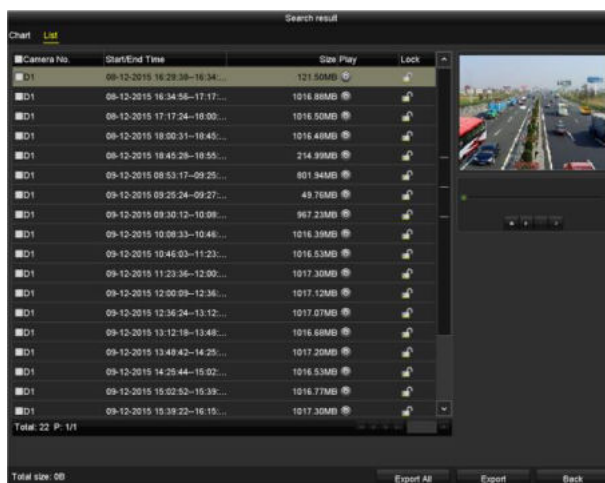 Search result
Chart List
Camera No. Start/End Time Size Play Lock
D1 08-12-2015 16:28:38--16:34:... 121.50MB
D1 08-12-2015 16:34:56--17:17:... 1016.88MB
D1 08-12-2015 17:17:24--18:00:... 1016.50MB
D1 08-12-2015 18:00:31--18:45:... 1016.48MB
D1 08-12-2015 18:45:28--18:55:... 214.99MB
D1 09-12-2015 08:53:17--09:25:... 801.94MB
D1 09-12-2015 09:25:24--09:27:... 49.76MB
D1 09-12-2015 09:30:12--10:08:... 967.23MB
D1 09-12-2015 10:08:33--10:46:... 1016.39MB
D1 09-12-2015 10:46:03--11:23:... 1016.53MB
D1 09-12-2015 11:23:36--12:00:... 1017.30MB
D1 09-12-2015 12:00:09--12:36:... 1017.12MB
D1 09-12-2015 12:36:24--13:12:... 1017.07MB
D1 09-12-2015 13:12:18--13:48:... 1016.68MB
D1 09-12-2015 13:48:42--14:25:... 1017.20MB
D1 09-12-2015 14:25:44--15:02:... 1016.53MB
D1 09-12-2015 15:02:52--15:39:... 1016.77MB
D1 09-12-2015 15:39:22--16:15:... 1017.30MB
Total: 22 P: 1/1
Total size: 0B Export All Export Back